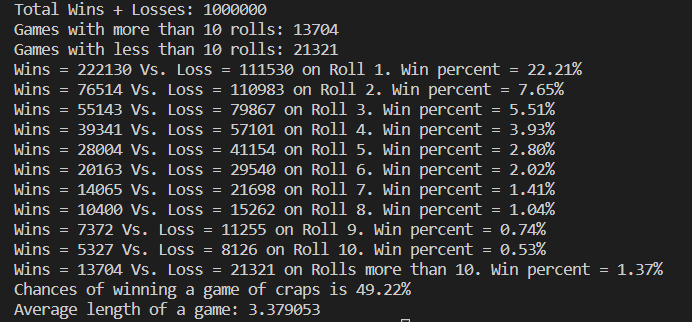 Total Wins + Losses: 1000000
Games with more than 10 rolls: 13704
Games with less than 10 rolls: 21321
Wins = 222130 Vs. Loss = 111530 on Roll 1. Win percent = 22.21%
Wins = 76514 Vs. Loss = 110983 on Roll 2. Win percent = 7.65%
Wins = 55143 Vs. Loss = 79867 on Roll 3. Win percent = 5.51%
Wins = 39341 Vs. Loss = 57101 on Roll 4. Win percent = 3.93%
Wins = 28004 Vs. Loss = 41154 on Roll 5. Win percent = 2.80%
Wins = 20163 Vs. Loss = 29540 on Roll 6. Win percent = 2.02%
Wins = 14065 Vs. Loss = 21698 on Roll 7. Win percent = 1.41%
Wins = 10400 Vs. Loss = 15262 on Roll 8. Win percent = 1.04%
Wins = 7372 Vs. Loss = 11255 on Roll 9. Win percent = 0.74%
Wins = 5327 Vs. Loss = 8126 on Roll 10. Win percent = 0.53%
Wins = 13704 Vs. Loss = 21321 on Rolls more than 10. Win percent = 1.37%
Chances of winning a game of craps is 49.22%
Average length of a game: 3.379053